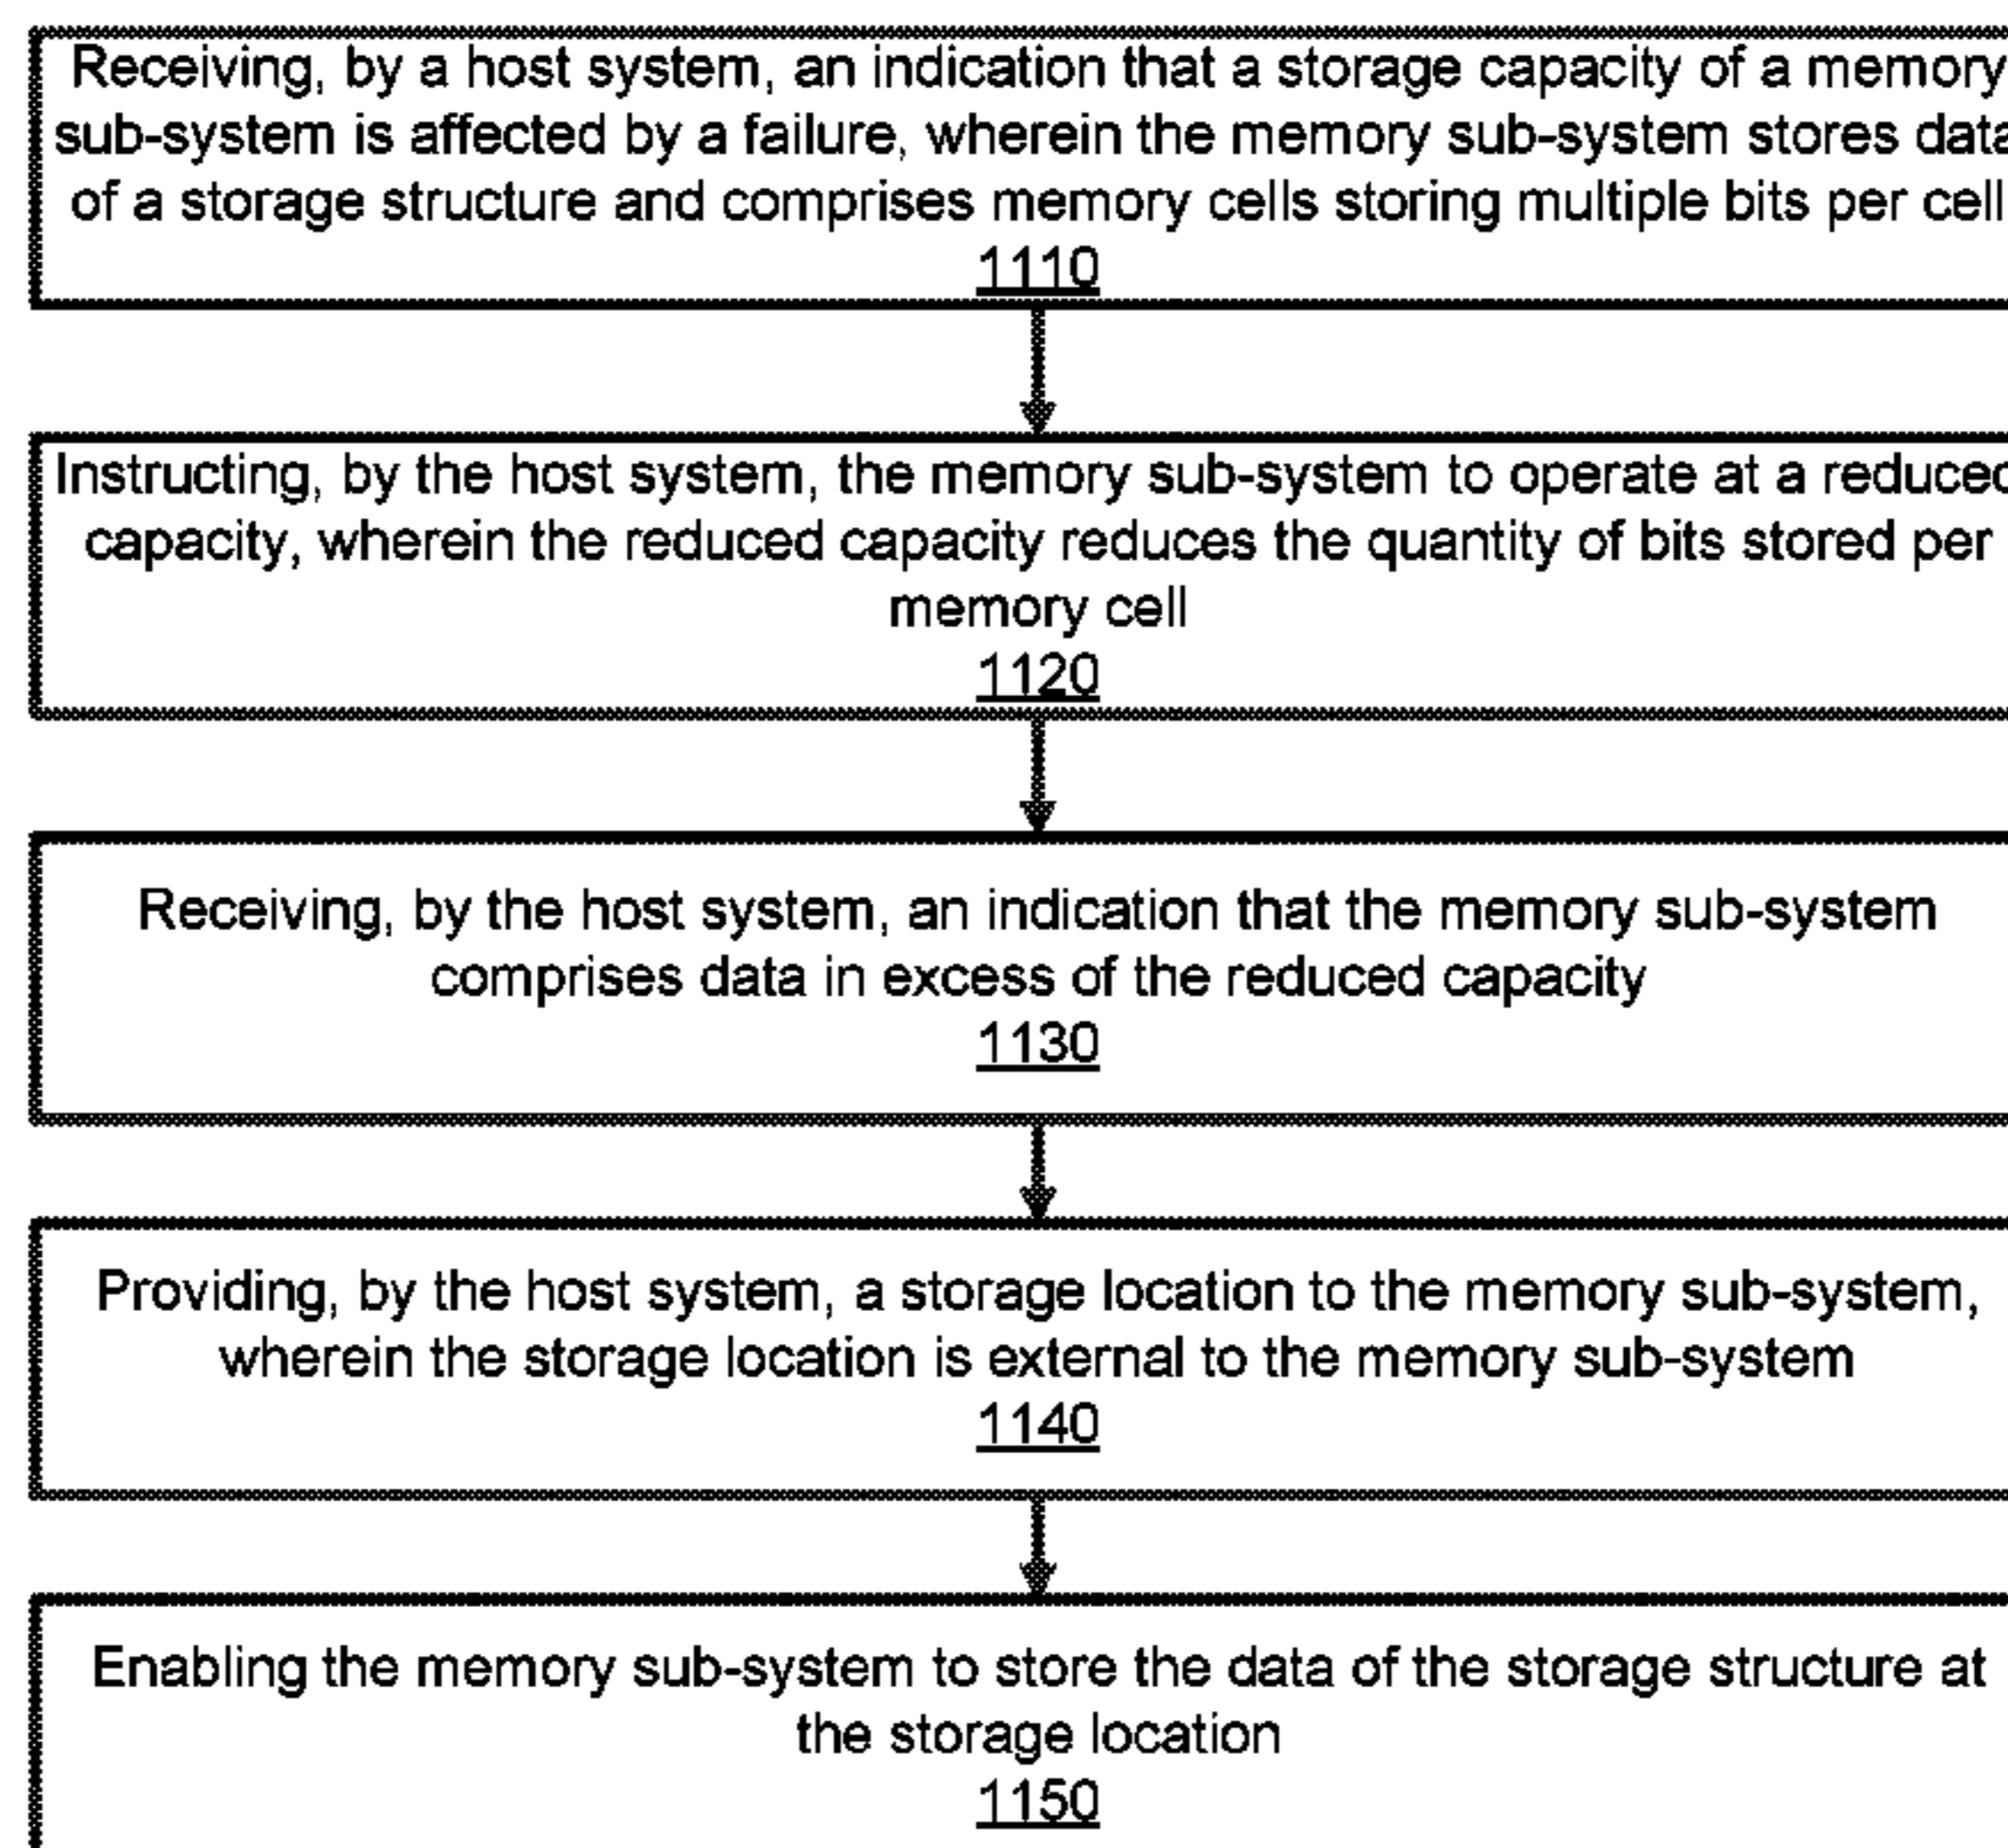 Receiving, by a host system, an indication that a storage capacity of a memory
sub-system is affected by a failure, wherein the memory sub-system stores data
of a storage structure and comprises memory cells storing multiple bits per cell
1110
Instructing, by the host system, the memory sub-system to operate at a reduced
capacity, wherein the reduced capacity reduces the quantity of bits stored per
memory cell
1120
Receiving, by the host system, an indication that the memory sub-system
comprises data in excess of the reduced capacity
1130
Providing, by the host system, a storage location to the memory sub-system,
wherein the storage location is external to the memory sub-system
1140
Enabling the memory sub-system to store the data of the storage structure at
the storage location
1150